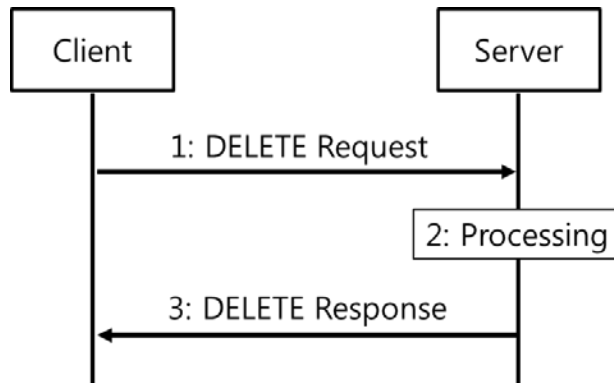 Client
Server
1: DELETE Request
2: Processing
3: DELETE Response